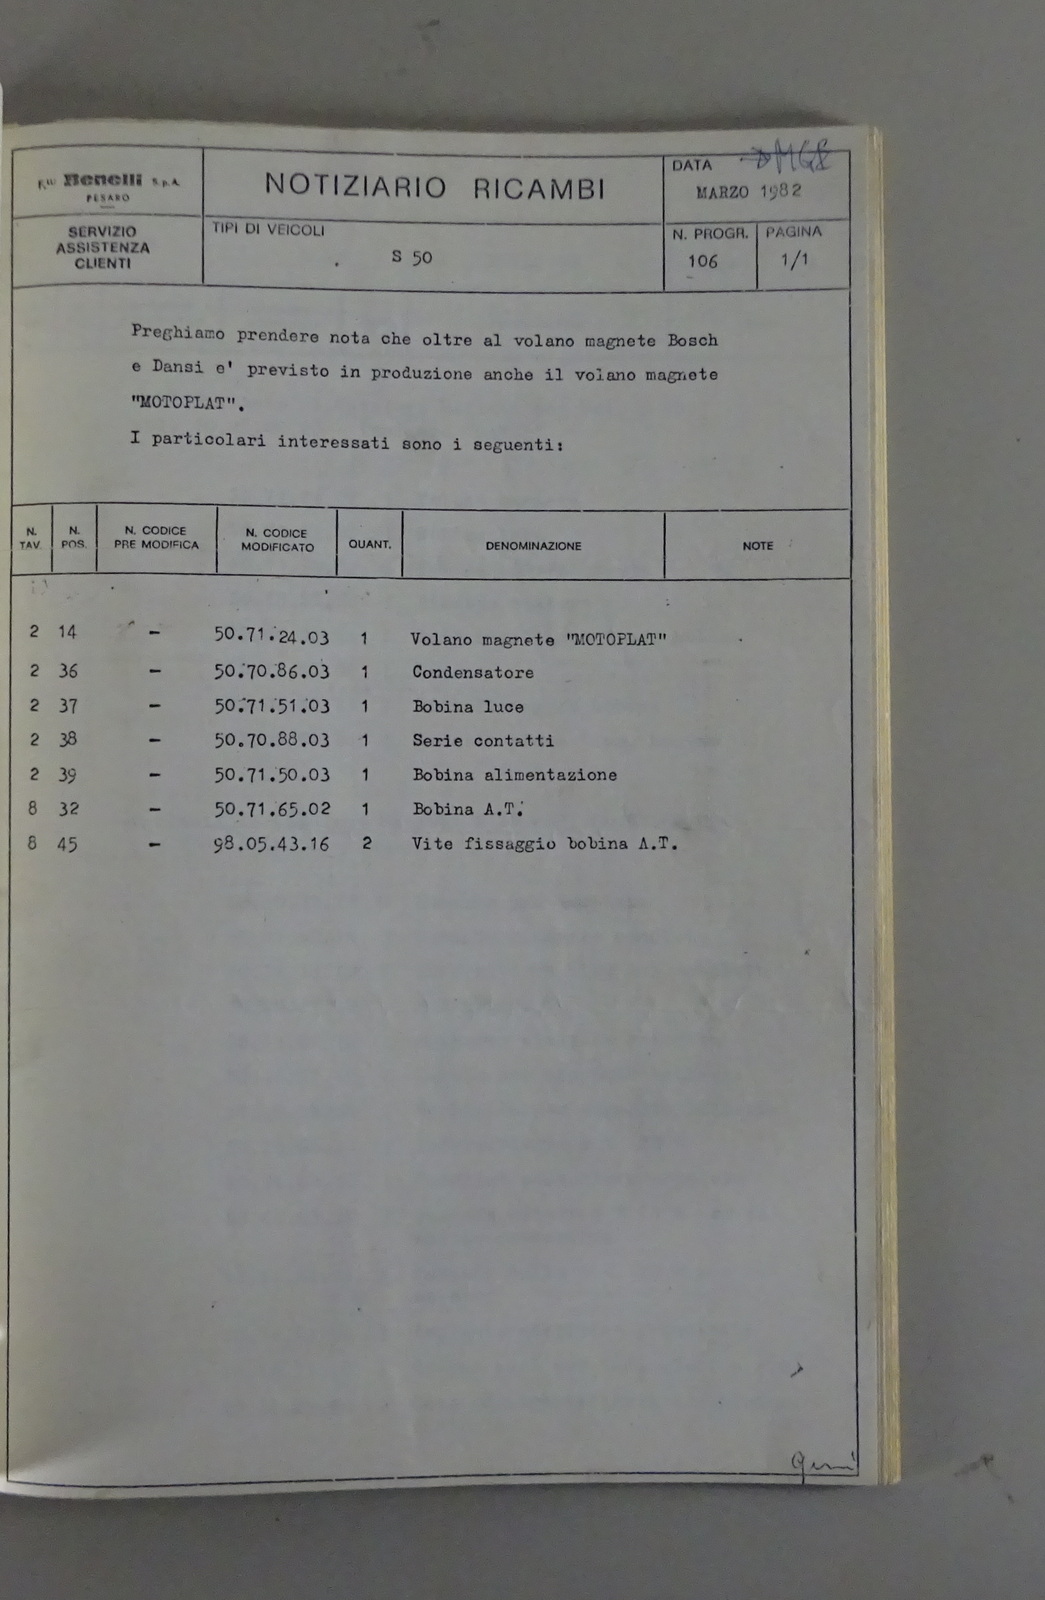 F.lli Benelli S.p.A.
PESARO
SERVIZIO
ASSISTENZA
CLIENTI
NOTIZIARIO RICAMBI
TIPI DI VEICOLI
S 50
DATA
MARZO 1982
N. PROGR.
106
PAGINA
1/1
Preghiamo prendere nota che oltre al volano magnete Bosch
e Dansi e' previsto in produzione anche il volano magnete
"MOTOPLAT".
I particolari interessati sono i seguenti:
N. TAV. N. POS. N. CODICE PRE MODIFICA N. CODICE MODIFICATO QUANT. DENOMINAZIONE NOTE
2 14 - 50.71.24.03 1 Volano magnete "MOTOPLAT"
2 36 - 50.70.86.03 1 Condensatore
2 37 - 50.71.51.03 1 Bobina luce
2 38 - 50.70.88.03 1 Serie contatti
2 39 - 50.71.50.03 1 Bobina alimentazione
8 32 - 50.71.65.02 1 Bobina A.T.
8 45 - 98.05.43.16 2 Vite fissaggio bobina A.T.